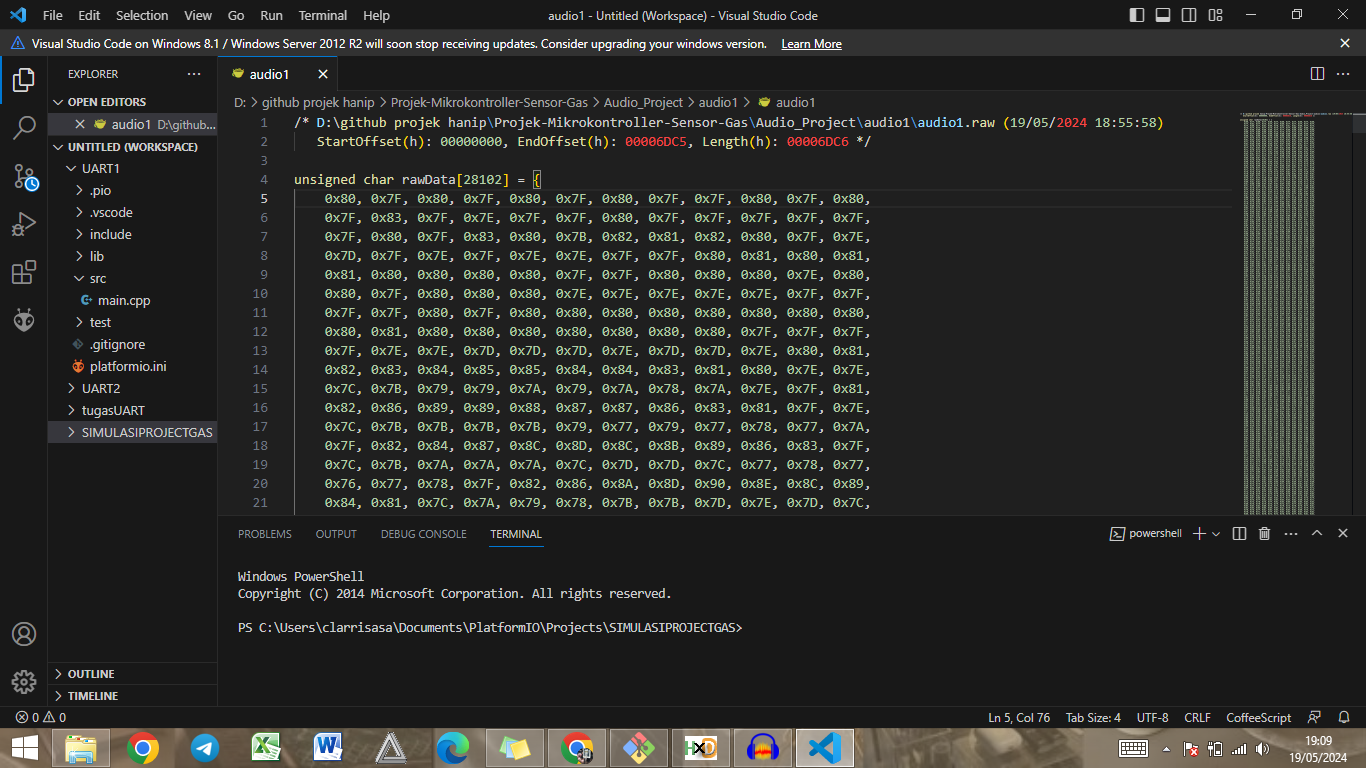 File Edit Selection View Go Run Terminal Help audio1 - Untitled (Workspace) - Visual Studio Code
Visual Studio Code on Windows 8.1 / Windows Server 2012 R2 will soon stop receiving updates. Consider upgrading your windows version. Learn More
EXPLORER
OPEN EDITORS
audio1 D:\github...
UNTITLED (WORKSPACE)
UART1
.pio
.vscode
include
lib
src
main.cpp
test
.gitignore
platformio.ini
UART2
tugasUART
SIMULASIPROJECTGAS
OUTLINE
TIMELINE
audio1
D: > github projek hanip > Projek-Mikrokontroller-Sensor-Gas > Audio_Project > audio1 > audio1
1 /* D:\github projek hanip\Projek-Mikrokontroller-Sensor-Gas\Audio_Project\audio1\audio1.raw (19/05/2024 18:55:58)
2 StartOffset(h): 00000000, EndOffset(h): 00006DC5, Length(h): 00006DC6 */
3
4 unsigned char rawData[28102] = {
5 0x80, 0x7F, 0x80, 0x7F, 0x80, 0x7F, 0x80, 0x7F, 0x7F, 0x80, 0x7F, 0x80,
6 0x7F, 0x83, 0x7F, 0x7E, 0x7F, 0x7F, 0x80, 0x7F, 0x7F, 0x7F, 0x7F, 0x7F,
7 0x7F, 0x80, 0x7F, 0x83, 0x80, 0x7B, 0x82, 0x81, 0x82, 0x80, 0x7F, 0x7E,
8 0x7D, 0x7F, 0x7E, 0x7F, 0x7E, 0x7E, 0x7F, 0x7F, 0x80, 0x81, 0x80, 0x81,
9 0x81, 0x80, 0x80, 0x80, 0x80, 0x7F, 0x7F, 0x80, 0x80, 0x80, 0x7E, 0x80,
10 0x80, 0x7F, 0x80, 0x80, 0x80, 0x7E, 0x7E, 0x7E, 0x7E, 0x7E, 0x7F, 0x7F,
11 0x7F, 0x7F, 0x80, 0x7F, 0x80, 0x80, 0x80, 0x80, 0x80, 0x80, 0x80, 0x80,
12 0x80, 0x81, 0x80, 0x80, 0x80, 0x80, 0x80, 0x80, 0x80, 0x7F, 0x7F, 0x7F,
13 0x7F, 0x7E, 0x7E, 0x7D, 0x7D, 0x7D, 0x7E, 0x7D, 0x7D, 0x7E, 0x80, 0x81,
14 0x82, 0x83, 0x84, 0x85, 0x85, 0x84, 0x84, 0x83, 0x81, 0x80, 0x7E, 0x7E,
15 0x7C, 0x7B, 0x79, 0x79, 0x7A, 0x79, 0x7A, 0x78, 0x7A, 0x7E, 0x7F, 0x81,
16 0x82, 0x86, 0x89, 0x89, 0x88, 0x87, 0x87, 0x86, 0x83, 0x81, 0x7F, 0x7E,
17 0x7C, 0x7B, 0x7B, 0x7B, 0x7B, 0x79, 0x77, 0x79, 0x77, 0x78, 0x77, 0x7A,
18 0x7F, 0x82, 0x84, 0x87, 0x8C, 0x8D, 0x8C, 0x8B, 0x89, 0x86, 0x83, 0x7F,
19 0x7C, 0x7B, 0x7A, 0x7A, 0x7A, 0x7C, 0x7D, 0x7D, 0x7C, 0x77, 0x78, 0x77,
20 0x76, 0x77, 0x78, 0x7F, 0x82, 0x86, 0x8A, 0x8D, 0x90, 0x8E, 0x8C, 0x89,
21 0x84, 0x81, 0x7C, 0x7A, 0x79, 0x78, 0x7B, 0x7B, 0x7D, 0x7E, 0x7D, 0x7C,
PROBLEMS OUTPUT DEBUG CONSOLE TERMINAL powershell
Windows PowerShell
Copyright (C) 2014 Microsoft Corporation. All rights reserved.
PS C:\Users\clarrisasa\Documents\PlatformIO\Projects\SIMULASIPROJECTGAS>
0 0 Ln 5, Col 76 Tab Size: 4 UTF-8 CRLF CoffeeScript
19:09
19/05/2024